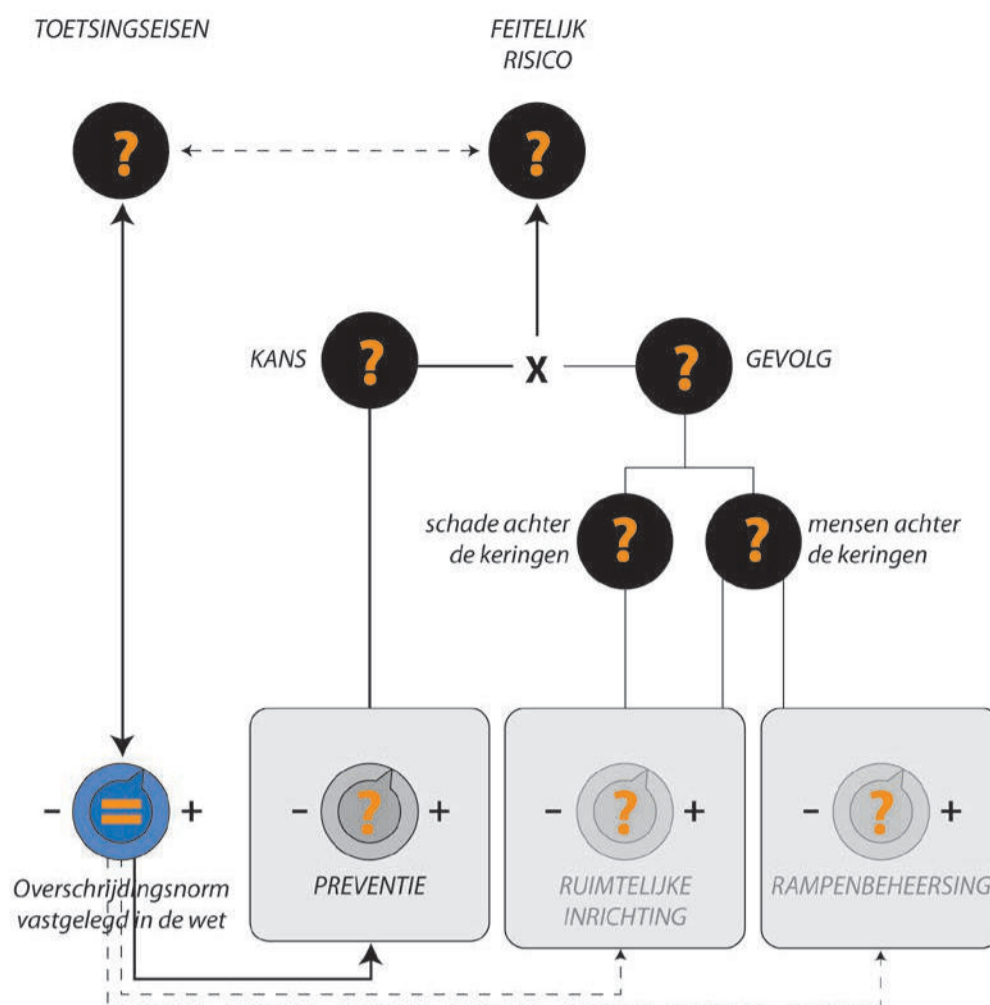 TOETSINGSEISEN
FEITELIJK
RISICO
?
?
KANS
?
X
?
GEVOLG
schade achter
de keringen
?
?
mensen achter
de keringen
- = +
- ? +
- ? +
- ? +
Overschrijdingsnorm
vastgelegd in de wet
PREVENTIE
RUIMTELIJKE
INRICHTING
RAMPENBEHEERSING